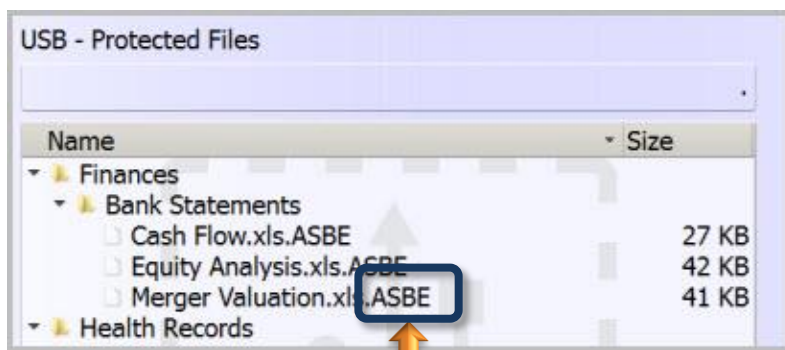 USB - Protected Files
.
Name Size
Finances
Bank Statements
Cash Flow.xls.ASBE 27 KB
Equity Analysis.xls.ASBE 42 KB
Merger Valuation.xls.ASBE 41 KB
Health Records